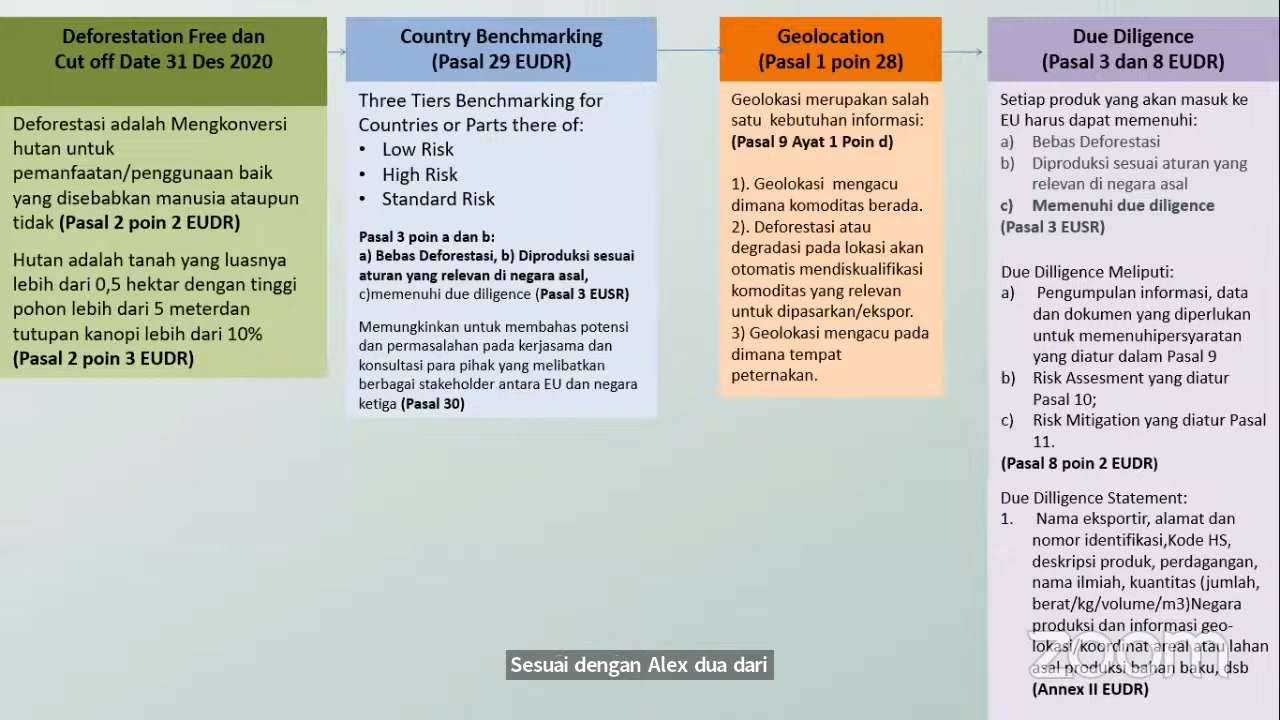 Deforestation Free dan
Cut off Date 31 Des 2020
Deforestasi adalah Mengkonversi
hutan untuk
pemanfaatan/penggunaan baik
yang disebabkan manusia ataupun
tidak (Pasal 2 poin 2 EUDR)
Hutan adalah tanah yang luasnya
lebih dari 0,5 hektar dengan tinggi
pohon lebih dari 5 meterdan
tutupan kanopi lebih dari 10%
(Pasal 2 poin 3 EUDR)
Country Benchmarking
(Pasal 29 EUDR)
Three Tiers Benchmarking for
Countries or Parts there of:
• Low Risk
• High Risk
• Standard Risk
Pasal 3 poin a dan b:
a) Bebas Deforestasi, b) Diproduksi sesuai
aturan yang relevan di negara asal,
c)memenuhi due diligence (Pasal 3 EUSR)
Memungkinkan untuk membahas potensi
dan permasalahan pada kerjasama dan
konsultasi para pihak yang melibatkan
berbagai stakeholder antara EU dan negara
ketiga (Pasal 30)
Geolocation
(Pasal 1 poin 28)
Geolokasi merupakan salah
satu kebutuhan informasi:
(Pasal 9 Ayat 1 Poin d)
1). Geolokasi mengacu
dimana komoditas berada.
2). Deforestasi atau
degradasi pada lokasi akan
otomatis mendiskualifikasi
komoditas yang relevan
untuk dipasarkan/ekspor.
3) Geolokasi mengacu pada
dimana tempat
peternakan.
Due Diligence
(Pasal 3 dan 8 EUDR)
Setiap produk yang akan masuk ke
EU harus dapat memenuhi:
a) Bebas Deforestasi
b) Diproduksi sesuai aturan yang
relevan di negara asal
c) Memenuhi due diligence
(Pasal 3 EUSR)
Due Dilligence Meliputi:
a) Pengumpulan informasi, data
dan dokumen yang diperlukan
untuk memenuhipersyaratan
yang diatur dalam Pasal 9
b) Risk Assesment yang diatur
Pasal 10;
c) Risk Mitigation yang diatur Pasal
11.
(Pasal 8 poin 2 EUDR)
Due Dilligence Statement:
1. Nama eksportir, alamat dan
nomor identifikasi,Kode HS,
deskripsi produk, perdagangan,
nama ilmiah, kuantitas (jumlah,
berat/kg/volume/m3)Negara
produksi dan informasi geo-
lokasi/koordinat areal atau lahan
asal produksi bahan baku, dsb
(Annex II EUDR)
zoom
Sesuai dengan Alex dua dari